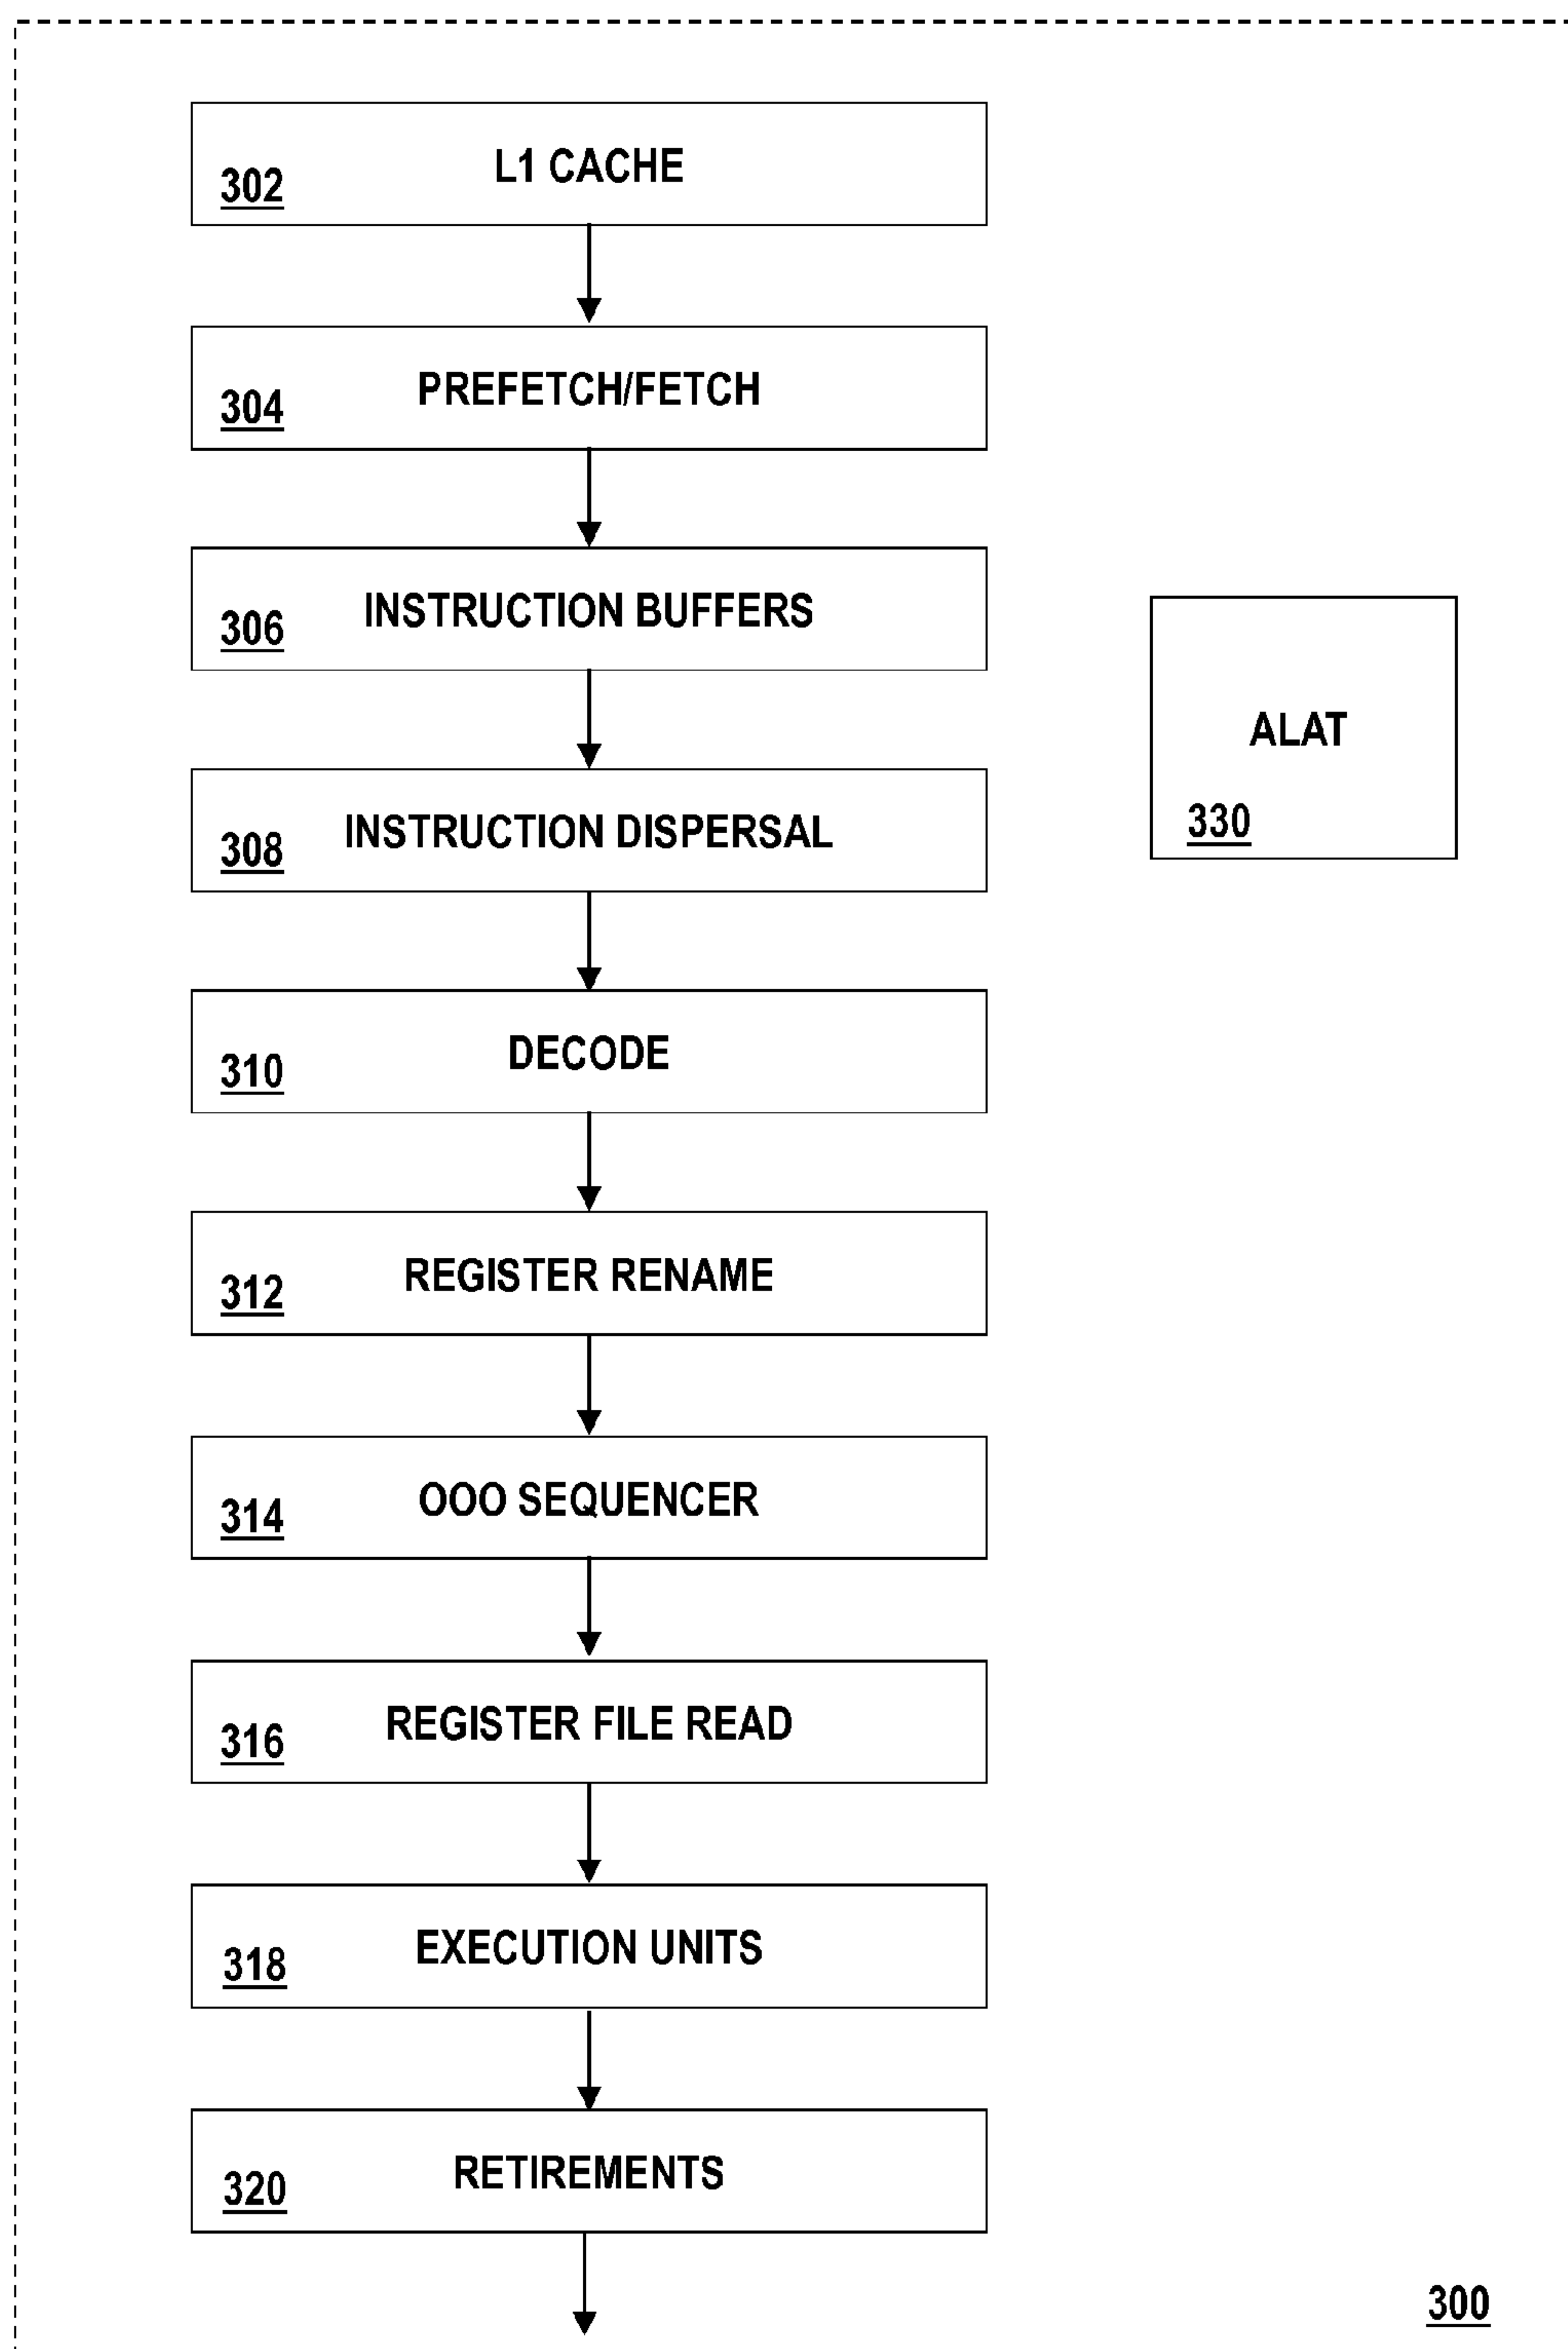 L1 CACHE
302
PREFETCH/FETCH
304
INSTRUCTION BUFFERS
306
ALAT
330
INSTRUCTION DISPERSAL
308
DECODE
310
REGISTER RENAME
312
OOO SEQUENCER
314
REGISTER FILE READ
316
EXECUTION UNITS
318
RETIREMENTS
320
300